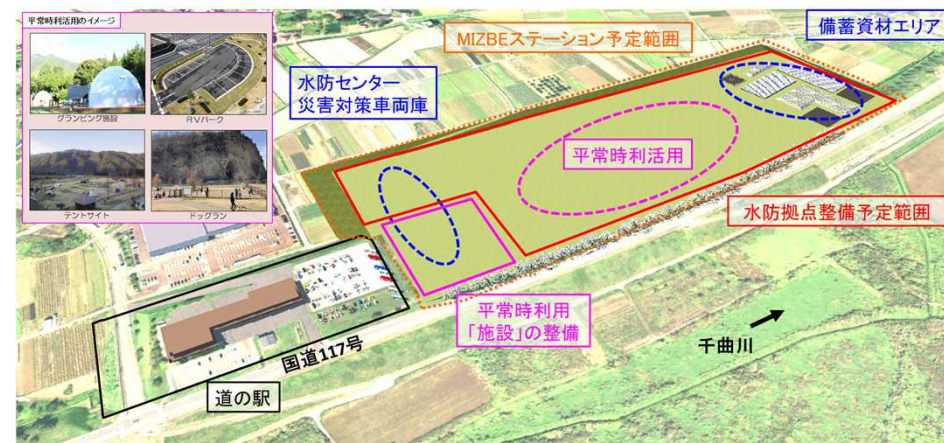 平常時利活用のイメージ
グランピング施設
RVパーク
テントサイト
ドッグラン
MIZBEステーション予定範囲
備蓄資材エリア
水防センター
災害対策車両庫
平常時利活用
水防拠点整備予定範囲
平常時利用
「施設」の整備
千曲川
国道117号
道の駅